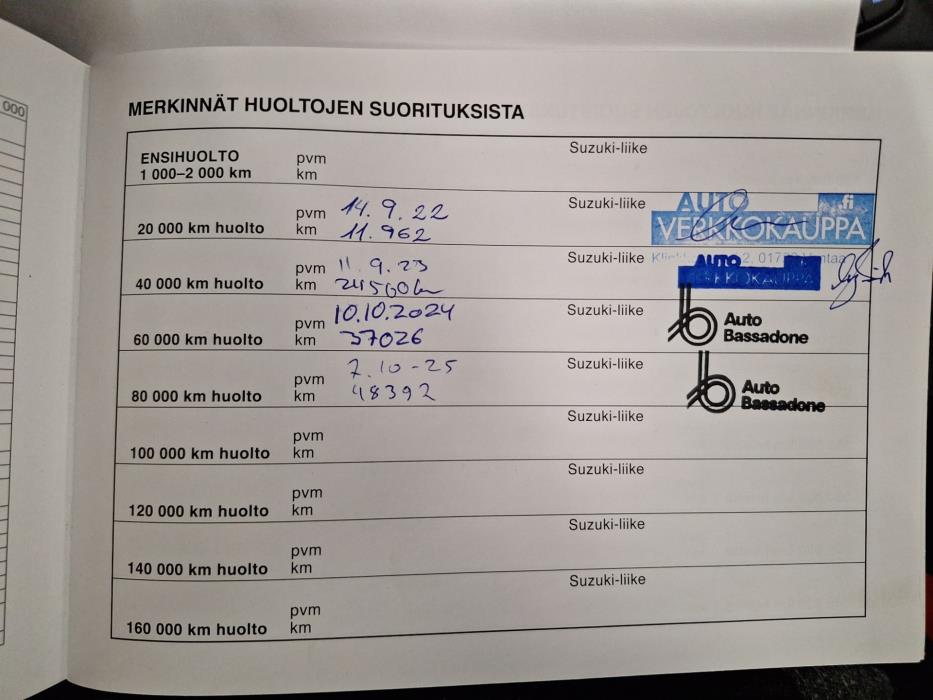 000
MERKINNÄT HUOLTOJEN SUORITUKSISTA
ENSIHUOLTO
1 000–2 000 km
pvm
km
Suzuki-liike
20 000 km huolto
pvm 14.9.22
km 11.962
Suzuki-liike
AUTO .fi
VERKKOKAUPPA
40 000 km huolto
pvm 11.9.23
km 24500km
Suzuki-liike
2, 017 Vantaa
AUTO
KKOKAUPPA
60 000 km huolto
pvm 10.10.2024
km 37026
Suzuki-liike
Auto
Bassadone
80 000 km huolto
pvm 7.10-25
km 48392
Suzuki-liike
Auto
Bassadone
100 000 km huolto
pvm
km
Suzuki-liike
120 000 km huolto
pvm
km
Suzuki-liike
140 000 km huolto
pvm
km
Suzuki-liike
160 000 km huolto
pvm
km
Suzuki-liike